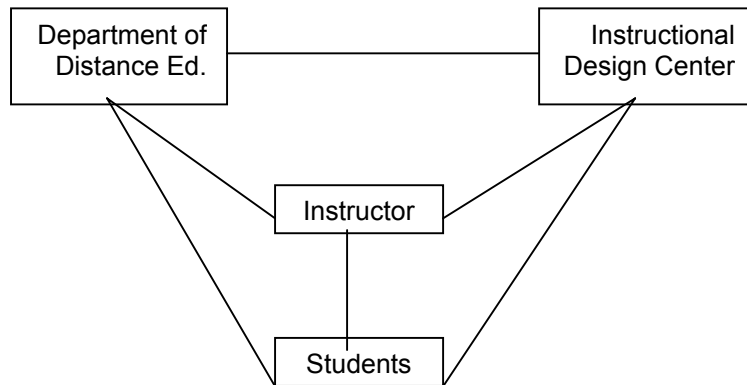 Department of
Distance Ed.
Instructional
Design Center
Instructor
Students